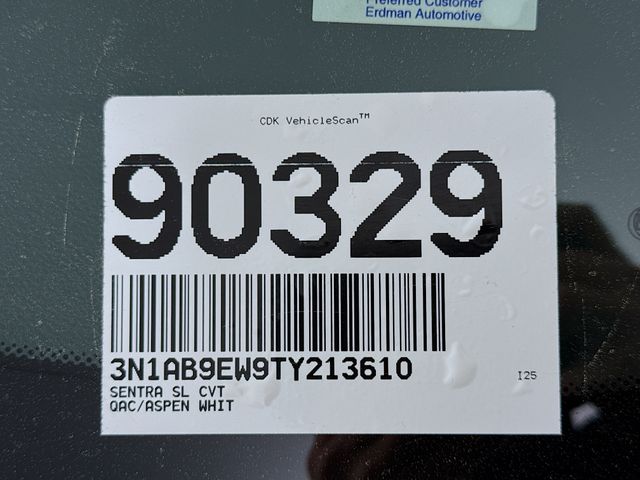 Preferred Customer
Erdman Automotive
CDK VehicleScan™
90329
3N1AB9EW9TY213610
I25
SENTRA SL CVT
QAC/ASPEN WHIT